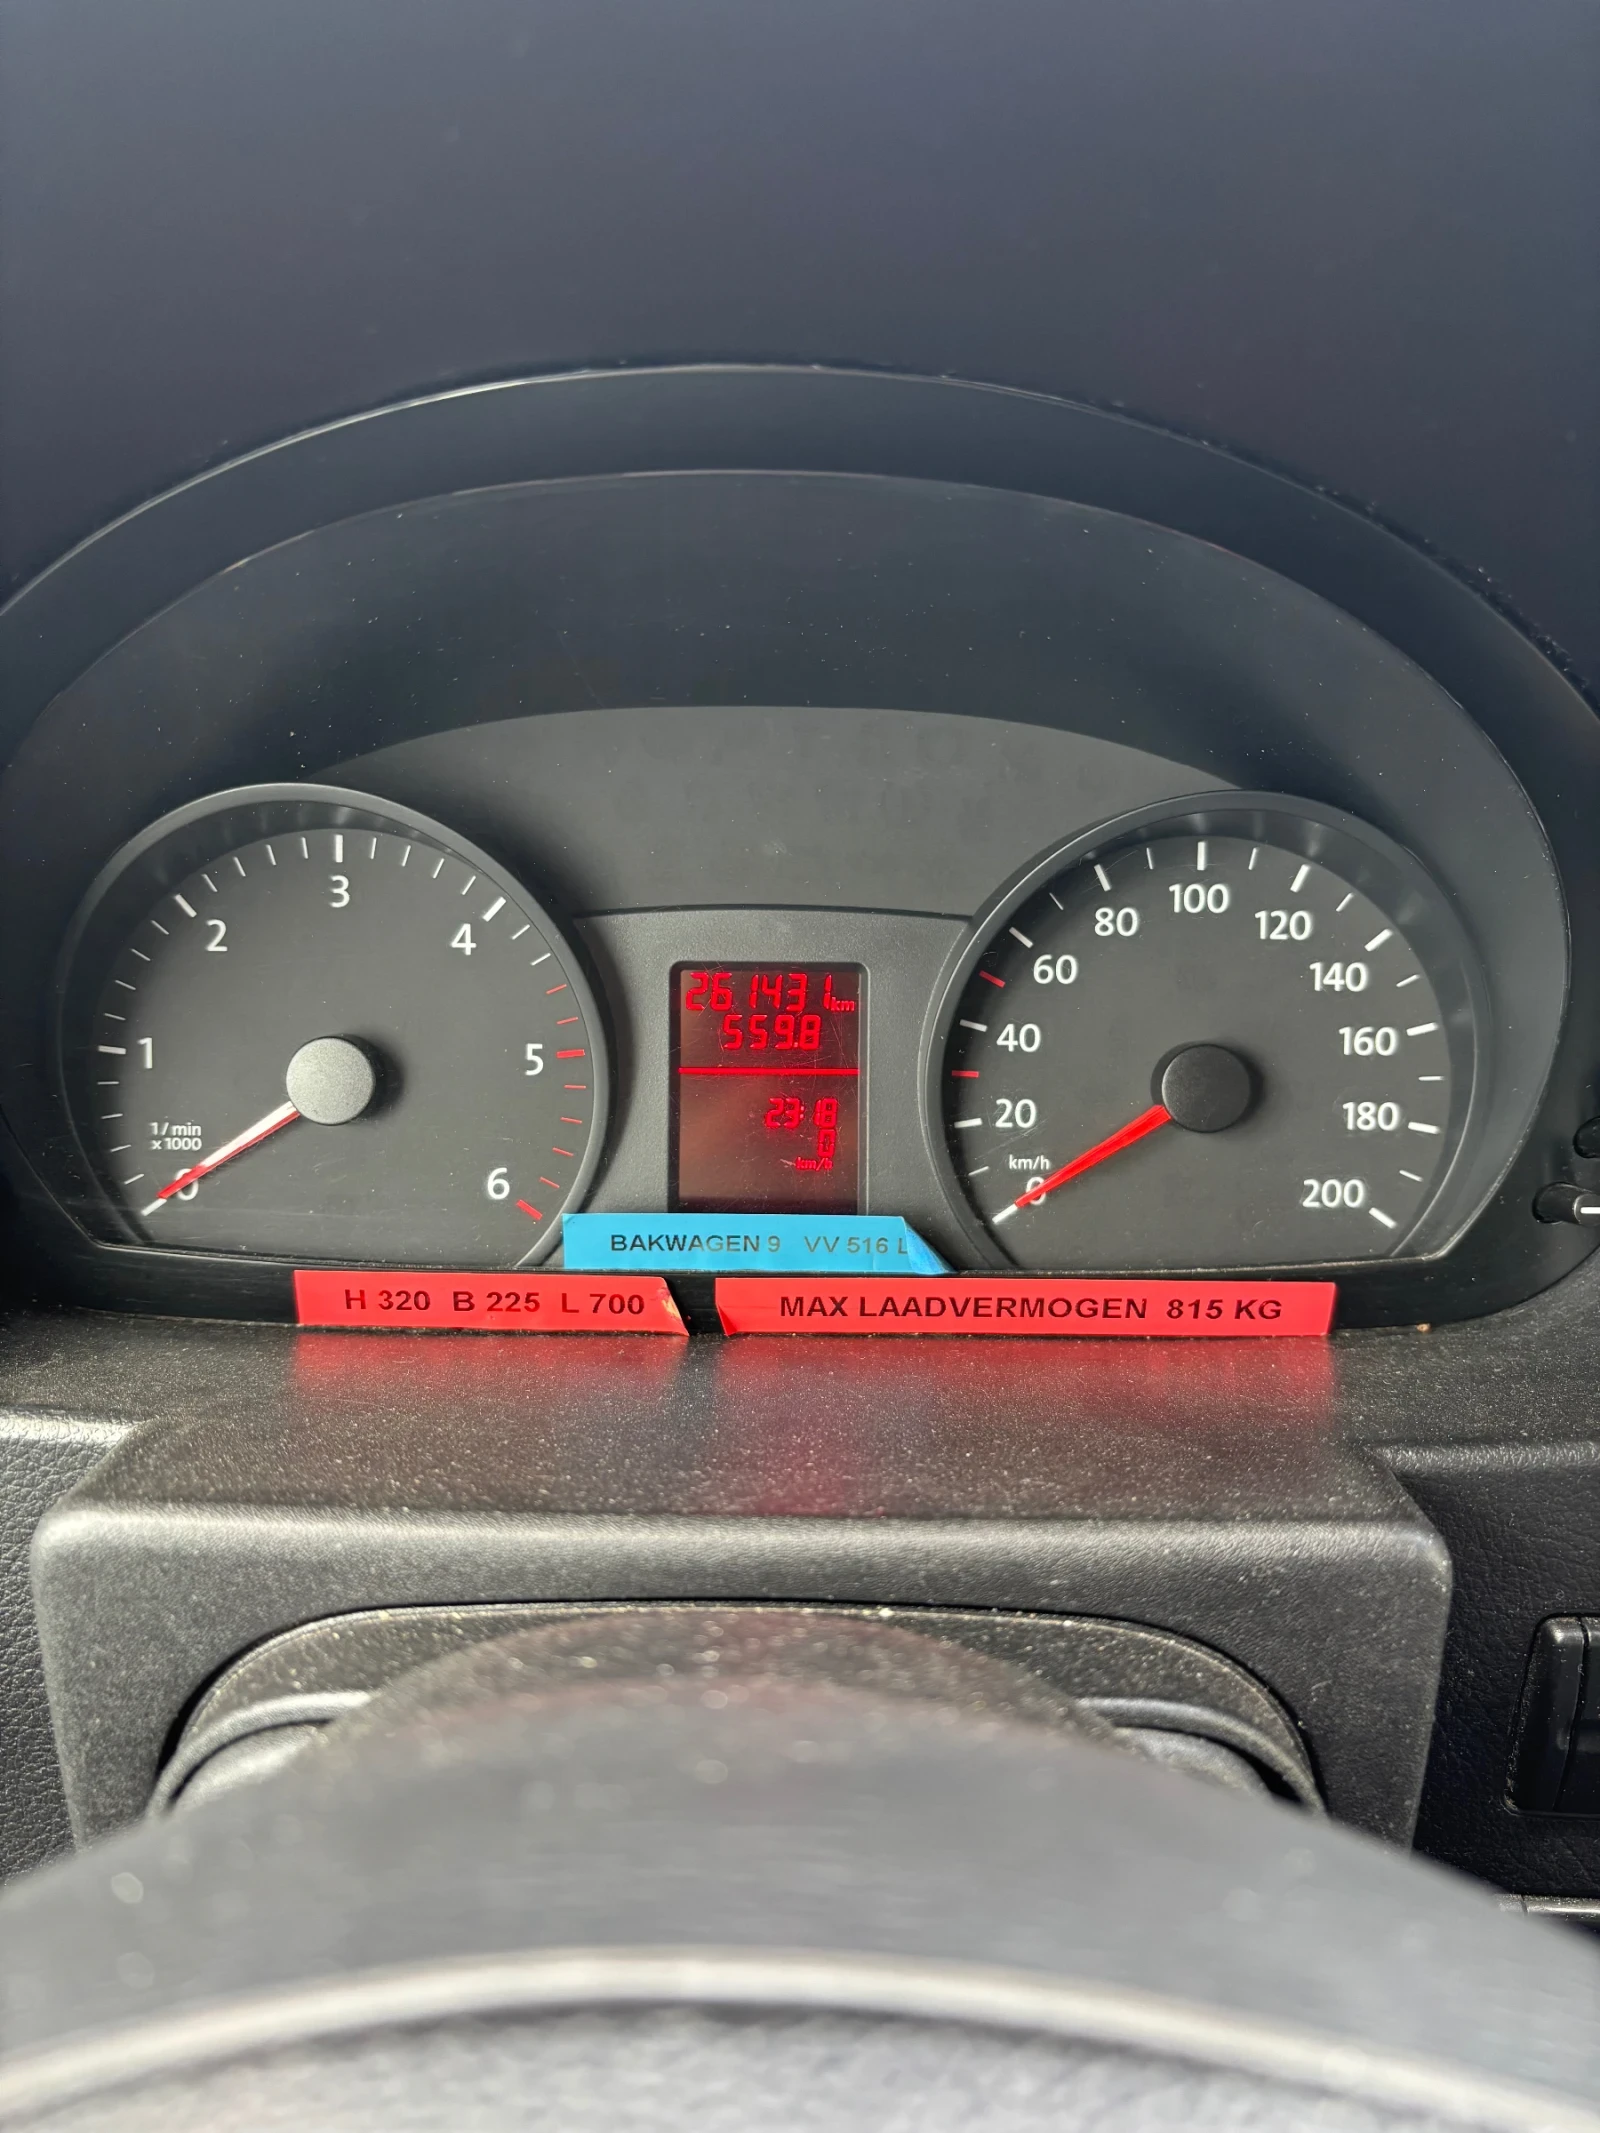 261431 km
559.8
23:18
0
km/h
1 2 3 4 5 6
1/min
x1000
0
0 20 40 60 80 100 120 140 160 180 200
km/h
BAKWAGEN 9 VV 516 L
H 320 B 225 L 700
MAX LAADVERMOGEN 815 KG